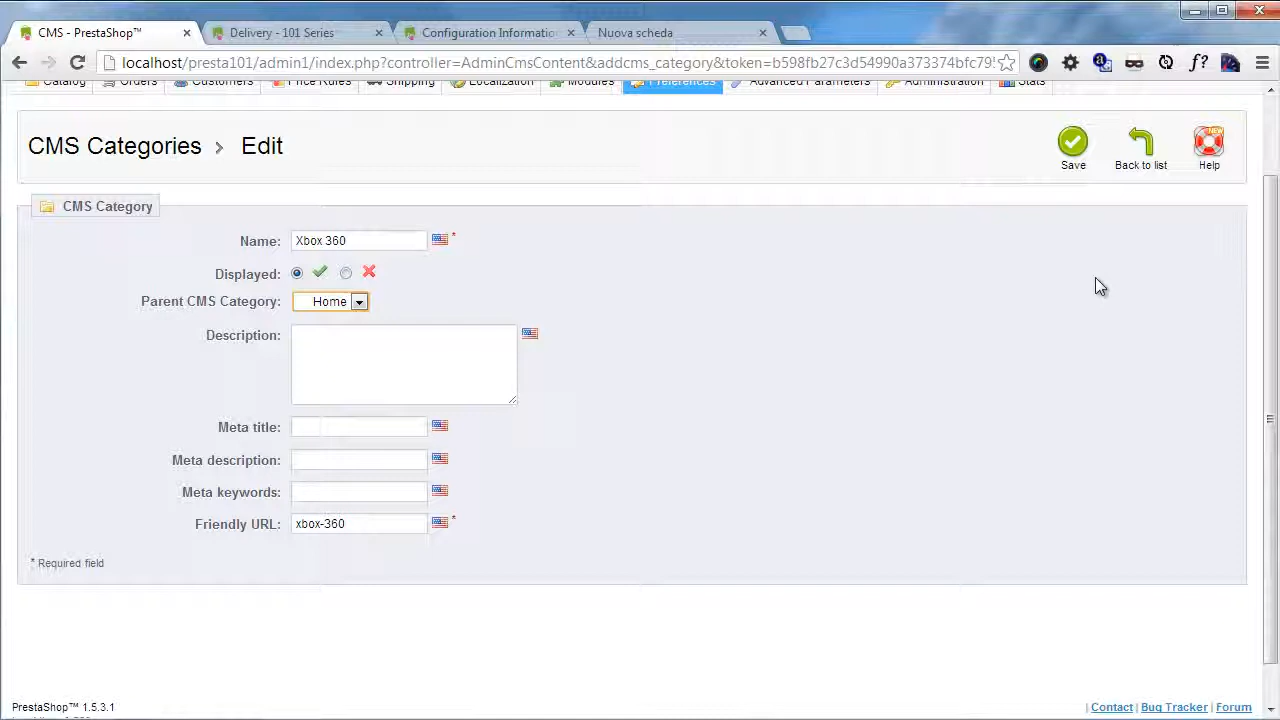 CMS - PrestaShop™
Delivery - 101 Series
Configuration Informatio
Nuova scheda
localhost/presta101/admin1/index.php?controller=AdminCmsContent&addcms_category&token=b598fb27c3d54990a373374bfc795
Catalog Orders Customers Shipping Localization Modules Preferences Advanced Parameters Administration Stats
CMS Categories > Edit
Save
Back to list
NEW
Help
CMS Category
Name: Xbox 360 *
Displayed:
Parent CMS Category: Home
Description:
Meta title:
Meta description:
Meta keywords:
Friendly URL: xbox-360 *
* Required field
PrestaShop™ 1.5.3.1
| Contact | Bug Tracker | Forum